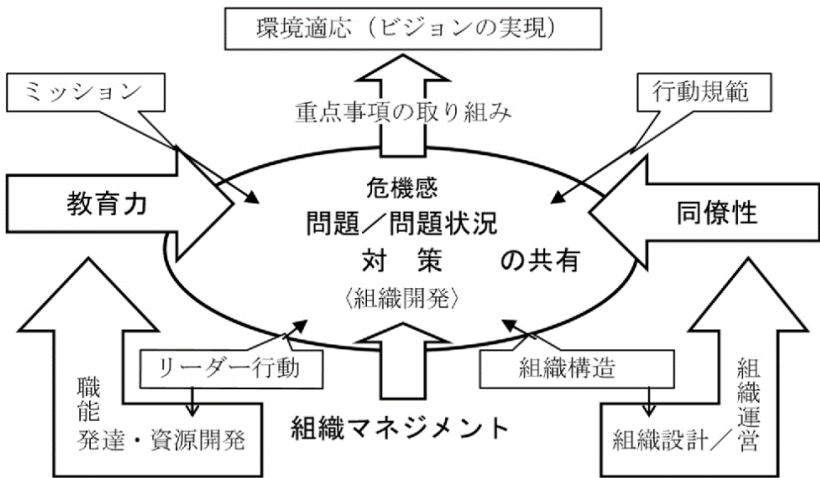 環境適応（ビジョンの実現）
ミッション
重点事項の取り組み
行動規範
教育力
危機感
問題／問題状況
対　策　の共有
〈組織開発〉
同僚性
リーダー行動
組織構造
職能
発達・資源開発
組織マネジメント
組織設計／
組織運営